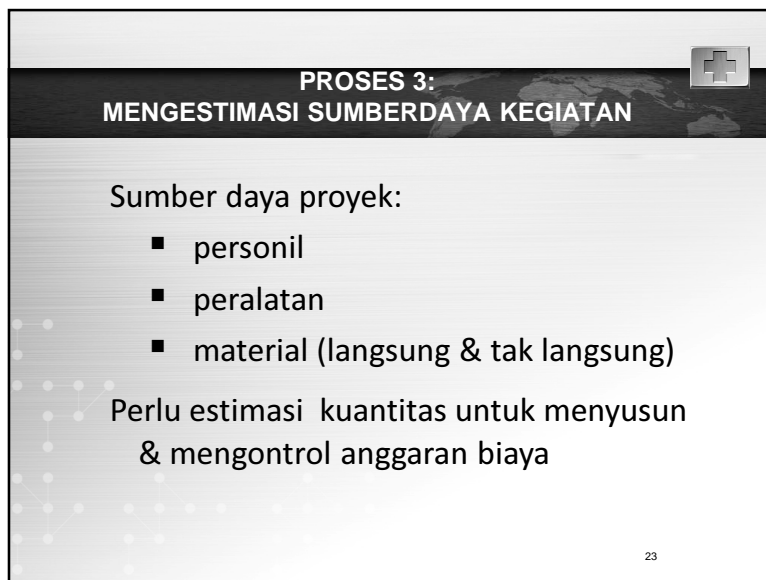 PROSES 3:
MENGESTIMASI SUMBERDAYA KEGIATAN
Sumber daya proyek:
▪ personil
▪ peralatan
▪ material (langsung & tak langsung)
Perlu estimasi kuantitas untuk menyusun
& mengontrol anggaran biaya
23